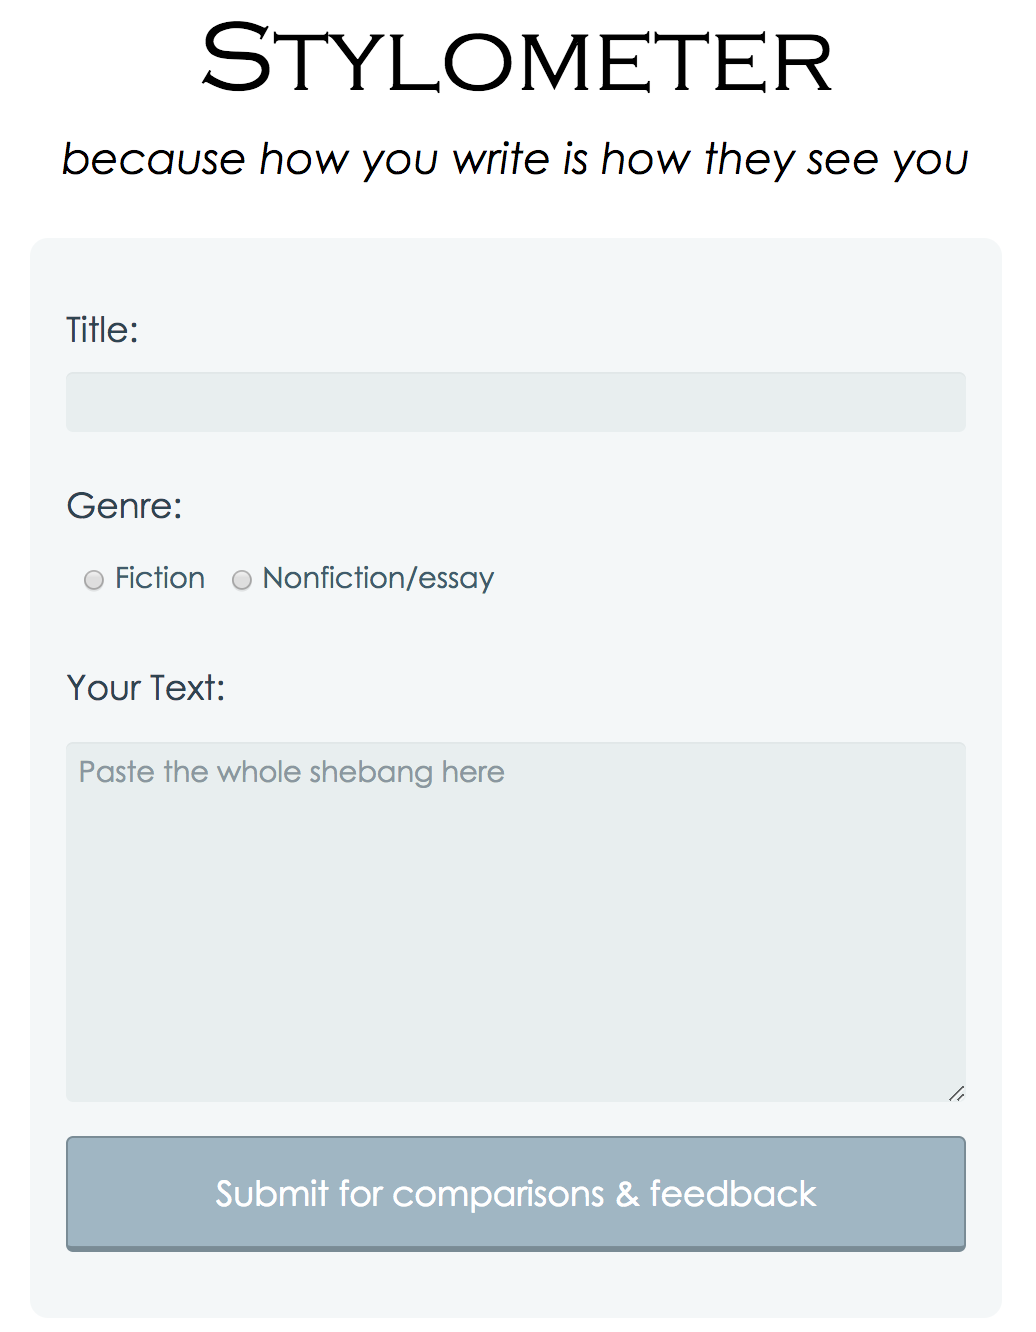 STYLOMETER
because how you write is how they see you
Title:
Genre:
Fiction Nonfiction/essay
Your Text:
Paste the whole shebang here
Submit for comparisons & feedback